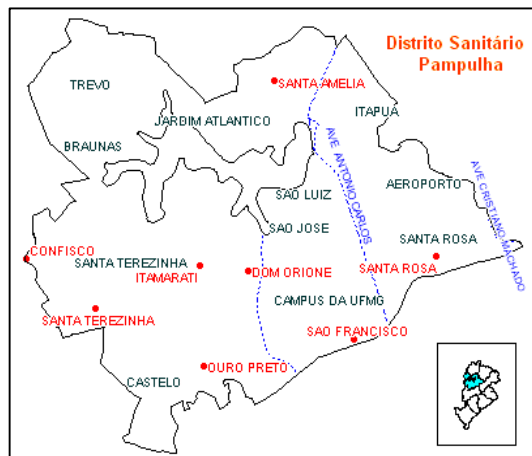 Distrito Sanitário
Pampulha
TREVO
SANTA AMELIA
ITAPUA
JARDIM ATLANTICO
BRAUNAS
AVE ANTONIO CARLOS
AEROPORTO
AVE CRISTIANO MACHADO
SAO LUIZ
SAO JOSE
SANTA ROSA
CONFISCO
SANTA TEREZINHA
ITAMARATI
DOM ORIONE
SANTA ROSA
CAMPUS DA UFMG
SANTA TEREZINHA
SAO FRANCISCO
OURO PRETO
CASTELO